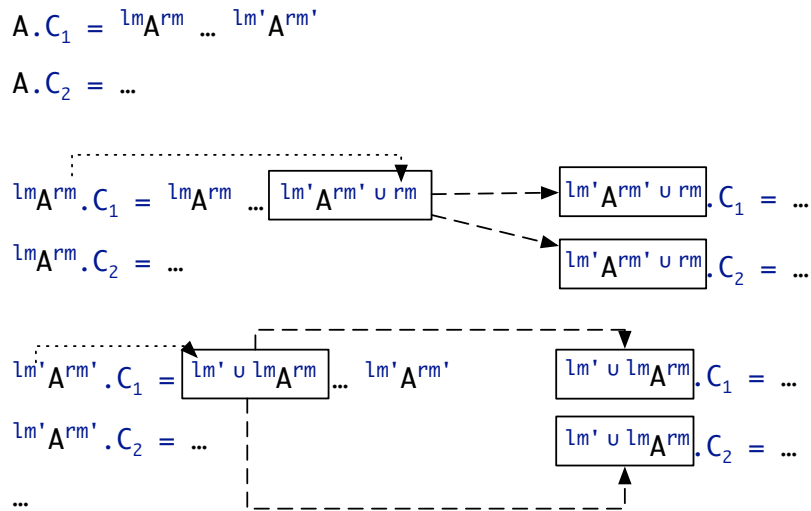 A.C₁ = ˡᵐAʳᵐ … ˡᵐ'Aʳᵐ'
A.C₂ = …
ˡᵐAʳᵐ.C₁ = ˡᵐAʳᵐ … ˡᵐ'Aʳᵐ' ᵁ ʳᵐ ˡᵐ'Aʳᵐ' ᵁ ʳᵐ.C₁ = …
ˡᵐAʳᵐ.C₂ = … ˡᵐ'Aʳᵐ' ᵁ ʳᵐ.C₂ = …
ˡᵐ'Aʳᵐ'.C₁ = ˡᵐ' ᵁ ˡᵐAʳᵐ … ˡᵐ'Aʳᵐ' ˡᵐ' ᵁ ˡᵐAʳᵐ.C₁ = …
ˡᵐ'Aʳᵐ'.C₂ = … ˡᵐ' ᵁ ˡᵐAʳᵐ.C₂ = …
…